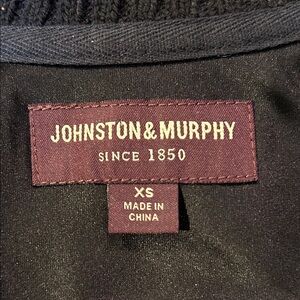 JOHNSTON & MURPHY
SINCE 1850
XS
MADE IN
CHINA